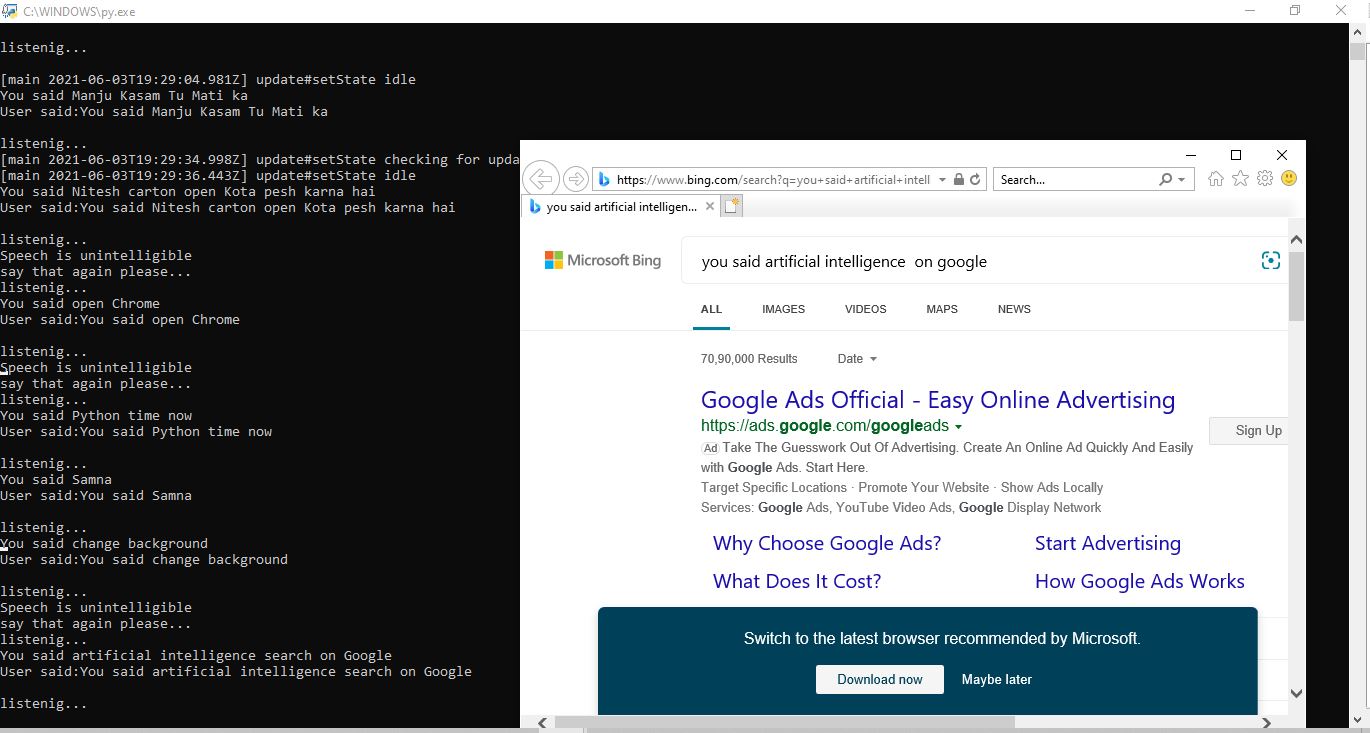 C:\WINDOWS\py.exe
listenig...
[main 2021-06-03T19:29:04.981Z] update#setState idle
You said Manju Kasam Tu Mati ka
User said:You said Manju Kasam Tu Mati ka
listenig...
[main 2021-06-03T19:29:34.998Z] update#setState checking for upda
[main 2021-06-03T19:29:36.443Z] update#setState idle
You said Nitesh carton open Kota pesh karna hai
User said:You said Nitesh carton open Kota pesh karna hai
listenig...
Speech is unintelligible
say that again please...
listenig...
You said open Chrome
User said:You said open Chrome
listenig...
Speech is unintelligible
say that again please...
listenig...
You said Python time now
User said:You said Python time now
listenig...
You said Samna
User said:You said Samna
listenig...
You said change background
User said:You said change background
listenig...
Speech is unintelligible
say that again please...
listenig...
You said artificial intelligence search on Google
User said:You said artificial intelligence search on Google
listenig...
https://www.bing.com/search?q=you+said+artificial+intell
Search...
you said artificial intelligen...
Microsoft Bing
you said artificial intelligence  on google
ALL IMAGES VIDEOS MAPS NEWS
70,90,000 Results Date
Google Ads Official - Easy Online Advertising
https://ads.google.com/googleads
Sign Up
Ad Take The Guesswork Out Of Advertising. Create An Online Ad Quickly And Easily
with Google Ads. Start Here.
Target Specific Locations · Promote Your Website · Show Ads Locally
Services: Google Ads, YouTube Video Ads, Google Display Network
Why Choose Google Ads? Start Advertising
What Does It Cost? How Google Ads Works
Switch to the latest browser recommended by Microsoft.
Download now Maybe later